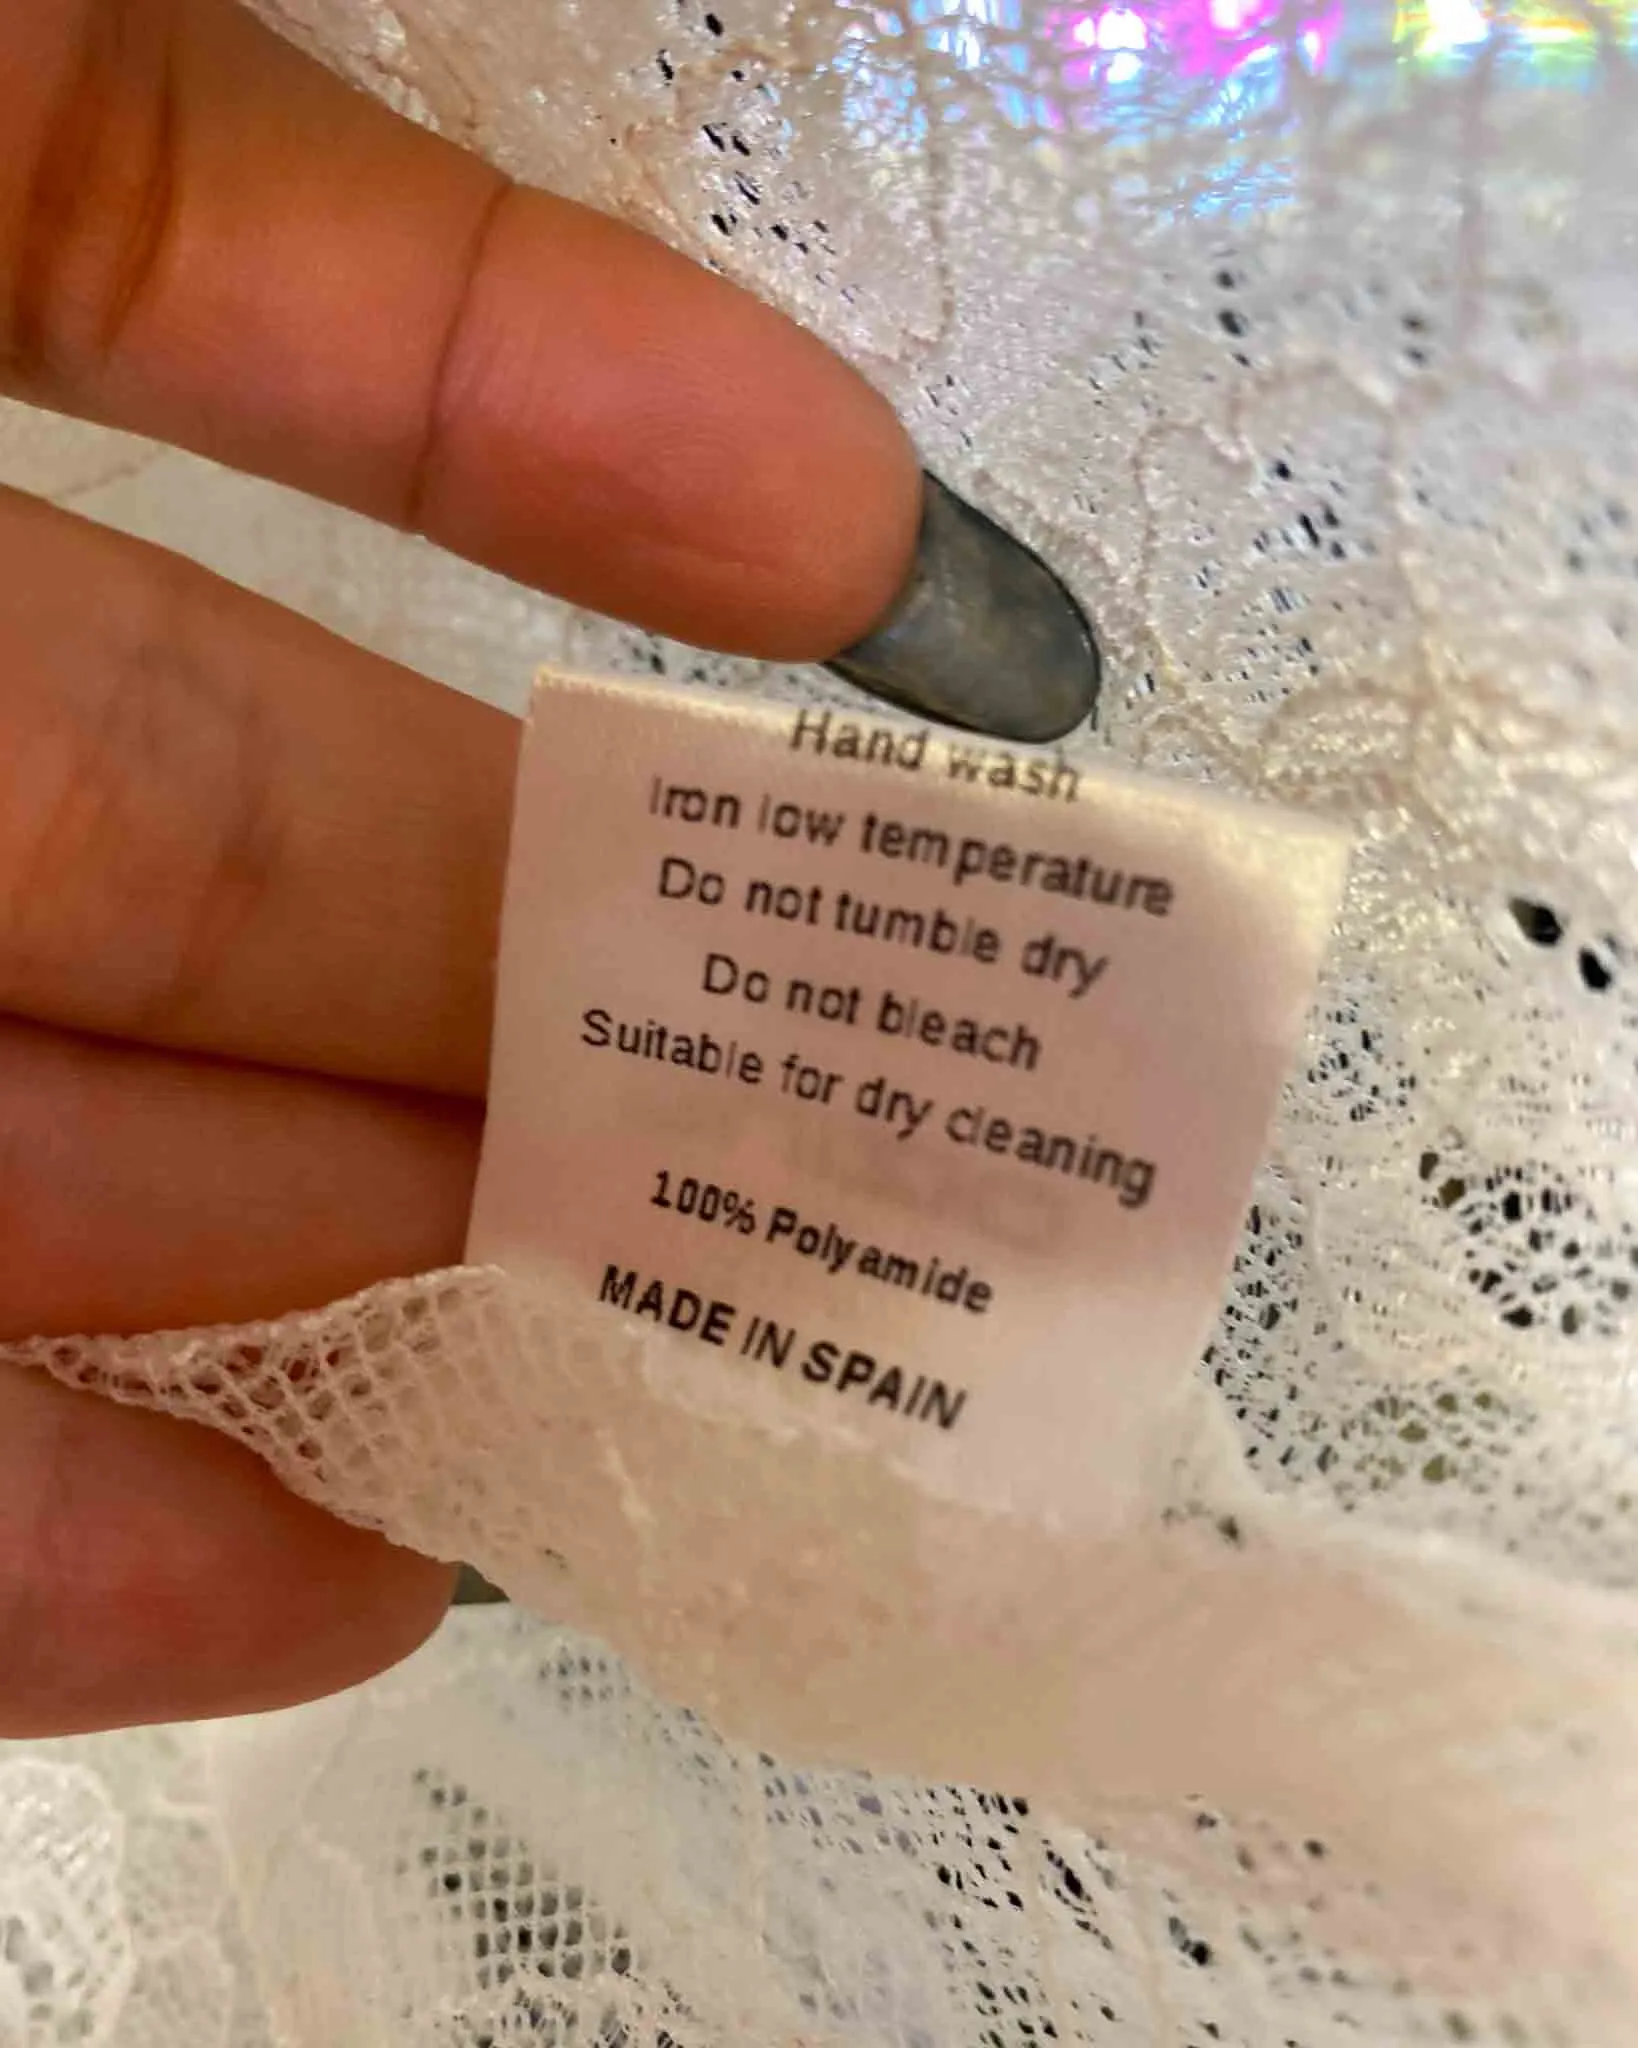 Hand wash
Iron low temperature
Do not tumble dry
Do not bleach
Suitable for dry cleaning
100% Polyamide
MADE IN SPAIN